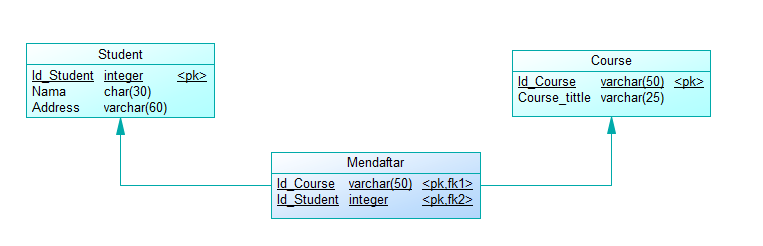 Student
Id_Student integer <pk>
Nama char(30)
Address varchar(60)
Course
Id_Course varchar(50) <pk>
Course_tittle varchar(25)
Mendaftar
Id_Course varchar(50) <pk,fk1>
Id_Student integer <pk,fk2>